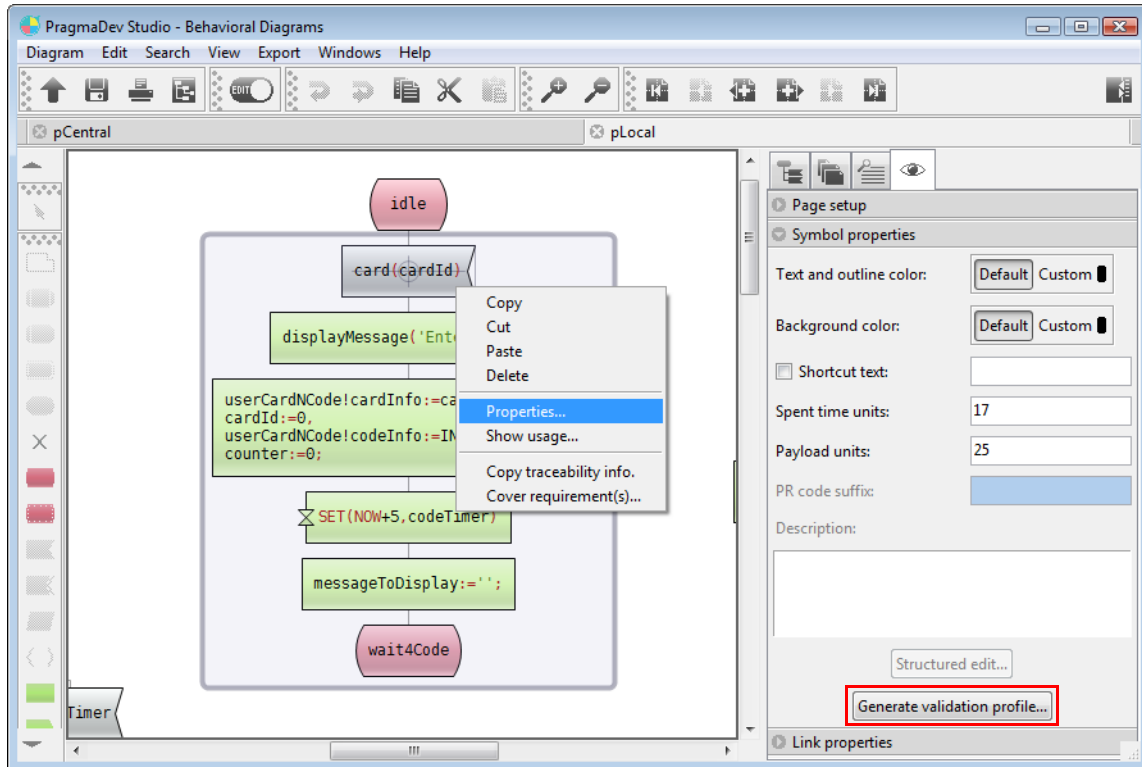 PragmaDev Studio - Behavioral Diagrams
Diagram Edit Search View Export Windows Help
EDIT
pCentral
pLocal
idle
card(cardId)
displayMessage('Ente
userCardNCode!cardInfo:=ca
cardId:=0,
userCardNCode!codeInfo:=IN
counter:=0;
SET(NOW+5,codeTimer)
messageToDisplay:='';
wait4Code
Timer
Copy
Cut
Paste
Delete
Properties...
Show usage...
Copy traceability info.
Cover requirement(s)...
Page setup
Symbol properties
Text and outline color: Default Custom
Background color: Default Custom
Shortcut text:
Spent time units: 17
Payload units: 25
PR code suffix:
Description:
Structured edit...
Generate validation profile...
Link properties